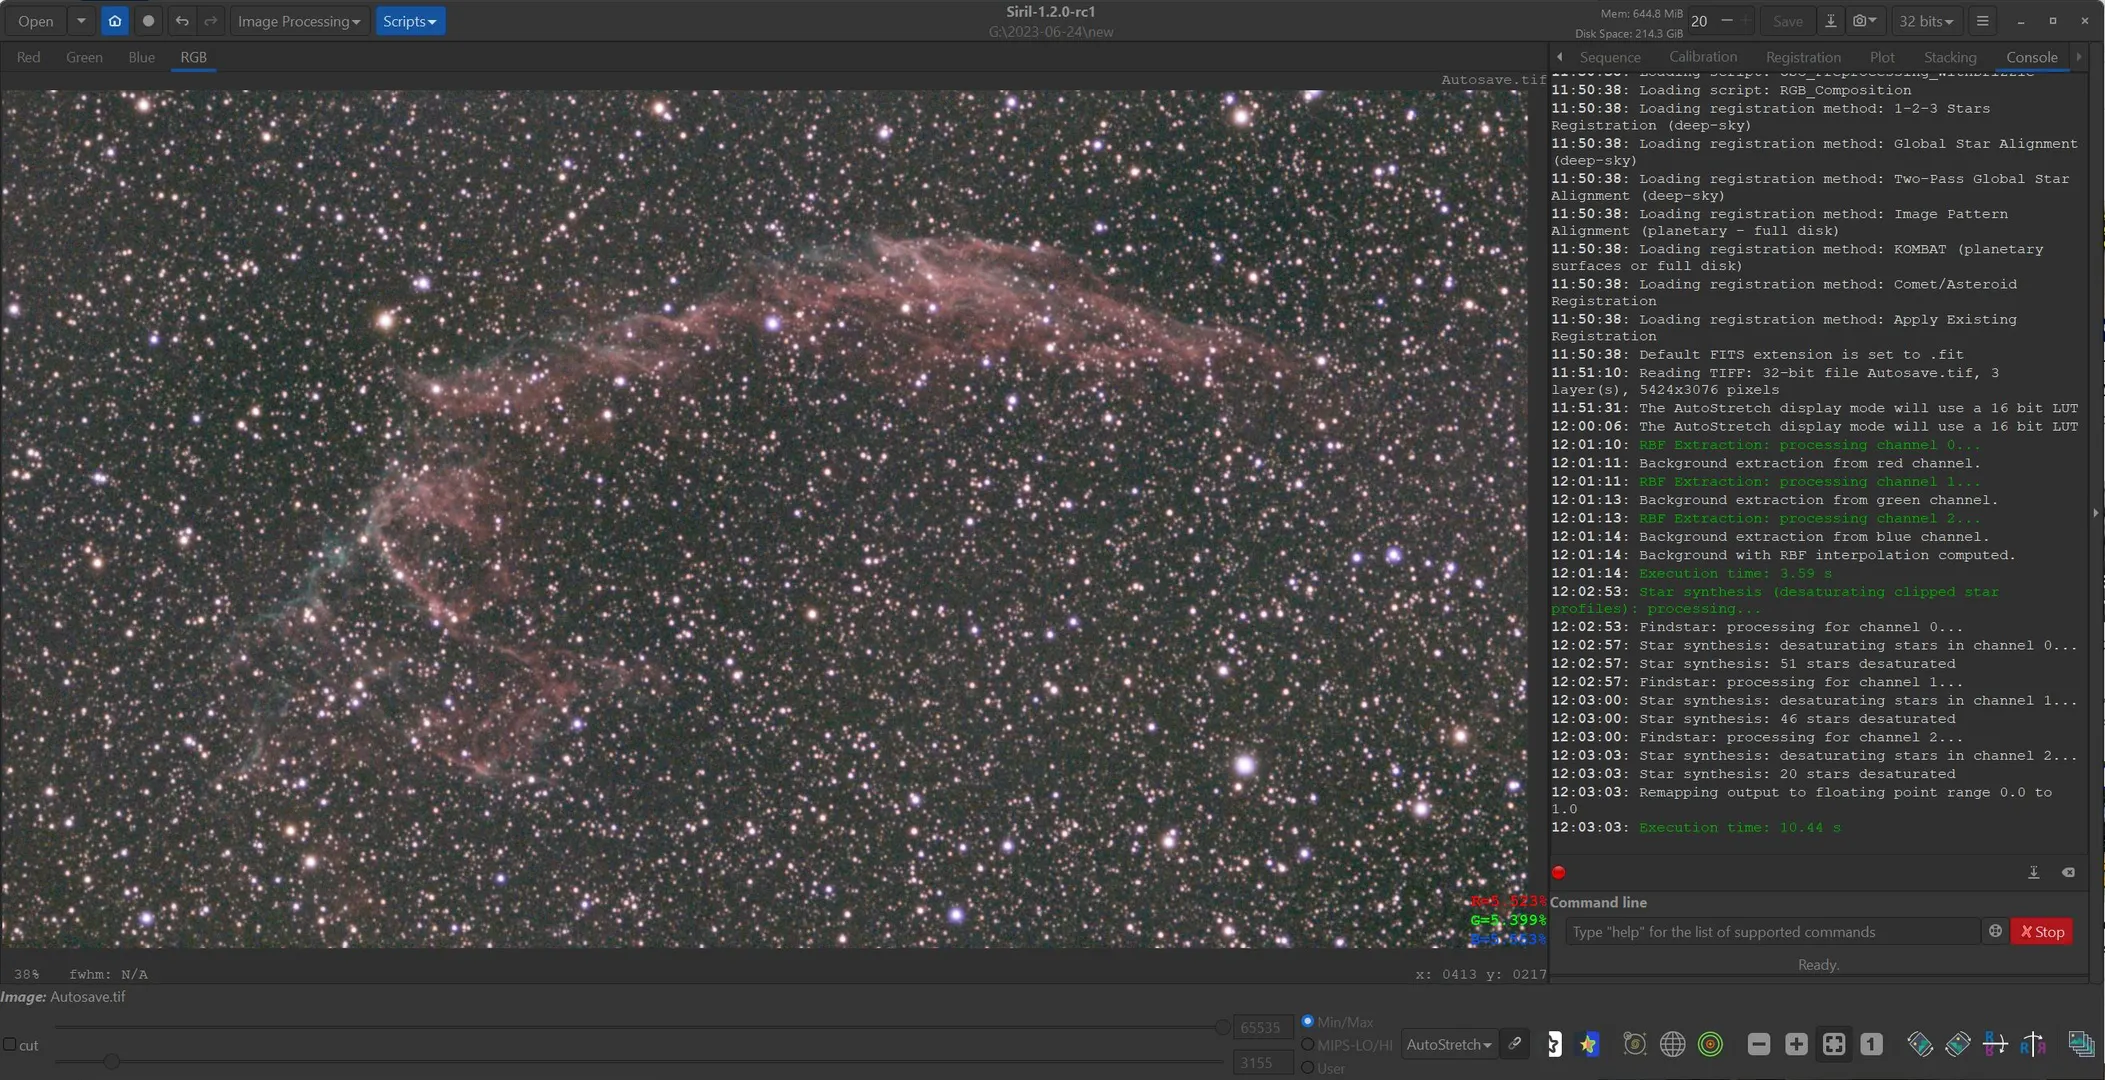 Open
Image Processing
Scripts
Siril-1.2.0-rc1
G:\2023-06-24\new
Mem: 644.8 MiB
Disk Space: 214.3 GiB
20
Save
32 bits
Red Green Blue RGB
Sequence Calibration Registration Plot Stacking Console
Autosave.tif
11:50:38: Loading script: RGB_Composition
11:50:38: Loading registration method: 1-2-3 Stars
Registration (deep-sky)
11:50:38: Loading registration method: Global Star Alignment
(deep-sky)
11:50:38: Loading registration method: Two-Pass Global Star
Alignment (deep-sky)
11:50:38: Loading registration method: Image Pattern
Alignment (planetary - full disk)
11:50:38: Loading registration method: KOMBAT (planetary
surfaces or full disk)
11:50:38: Loading registration method: Comet/Asteroid
Registration
11:50:38: Loading registration method: Apply Existing
Registration
11:50:38: Default FITS extension is set to .fit
11:51:10: Reading TIFF: 32-bit file Autosave.tif, 3
layer(s), 5424x3076 pixels
11:51:31: The AutoStretch display mode will use a 16 bit LUT
12:00:06: The AutoStretch display mode will use a 16 bit LUT
12:01:10: RBF Extraction: processing channel 0...
12:01:11: Background extraction from red channel.
12:01:11: RBF Extraction: processing channel 1...
12:01:13: Background extraction from green channel.
12:01:13: RBF Extraction: processing channel 2...
12:01:14: Background extraction from blue channel.
12:01:14: Background with RBF interpolation computed.
12:01:14: Execution time: 3.59 s
12:02:53: Star synthesis (desaturating clipped star
profiles): processing...
12:02:53: Findstar: processing for channel 0...
12:02:57: Star synthesis: desaturating stars in channel 0...
12:02:57: Star synthesis: 51 stars desaturated
12:02:57: Findstar: processing for channel 1...
12:03:00: Star synthesis: desaturating stars in channel 1...
12:03:00: Star synthesis: 46 stars desaturated
12:03:00: Findstar: processing for channel 2...
12:03:03: Star synthesis: desaturating stars in channel 2...
12:03:03: Star synthesis: 20 stars desaturated
12:03:03: Remapping output to floating point range 0.0 to
1.0
12:03:03: Execution time: 10.44 s
R=5.523%
G=5.399%
Command line
Type "help" for the list of supported commands
Stop
Ready.
38% fwhm: N/A
x: 0413 y: 0217
Image: Autosave.tif
cut
65535
3155
Min/Max
MIPS-LO/HI
User
AutoStretch
1